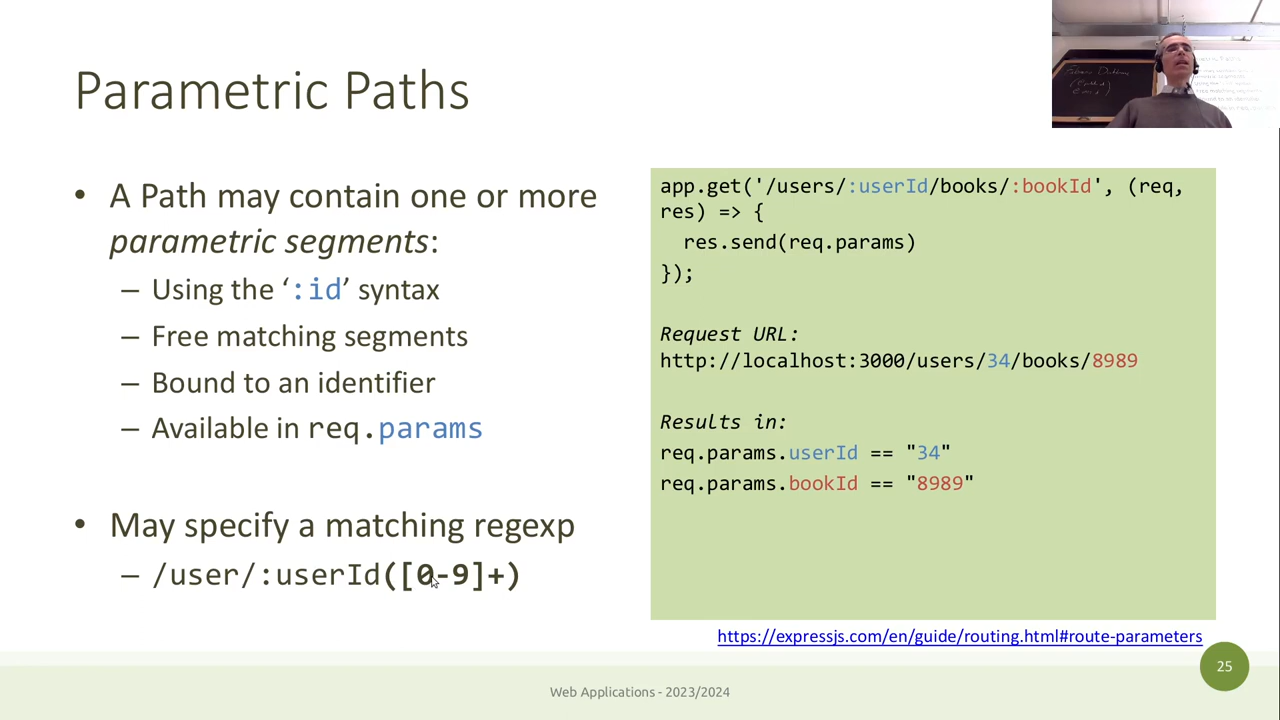 Parametric Paths
• A Path may contain one or more
parametric segments:
– Using the ‘:id’ syntax
– Free matching segments
– Bound to an identifier
– Available in req.params
• May specify a matching regexp
– /user/:userId([0-9]+)
app.get('/users/:userId/books/:bookId', (req,
res) => {
res.send(req.params)
});
Request URL:
http://localhost:3000/users/34/books/8989
Results in:
req.params.userId == "34"
req.params.bookId == "8989"
https://expressjs.com/en/guide/routing.html#route-parameters
25
Web Applications - 2023/2024